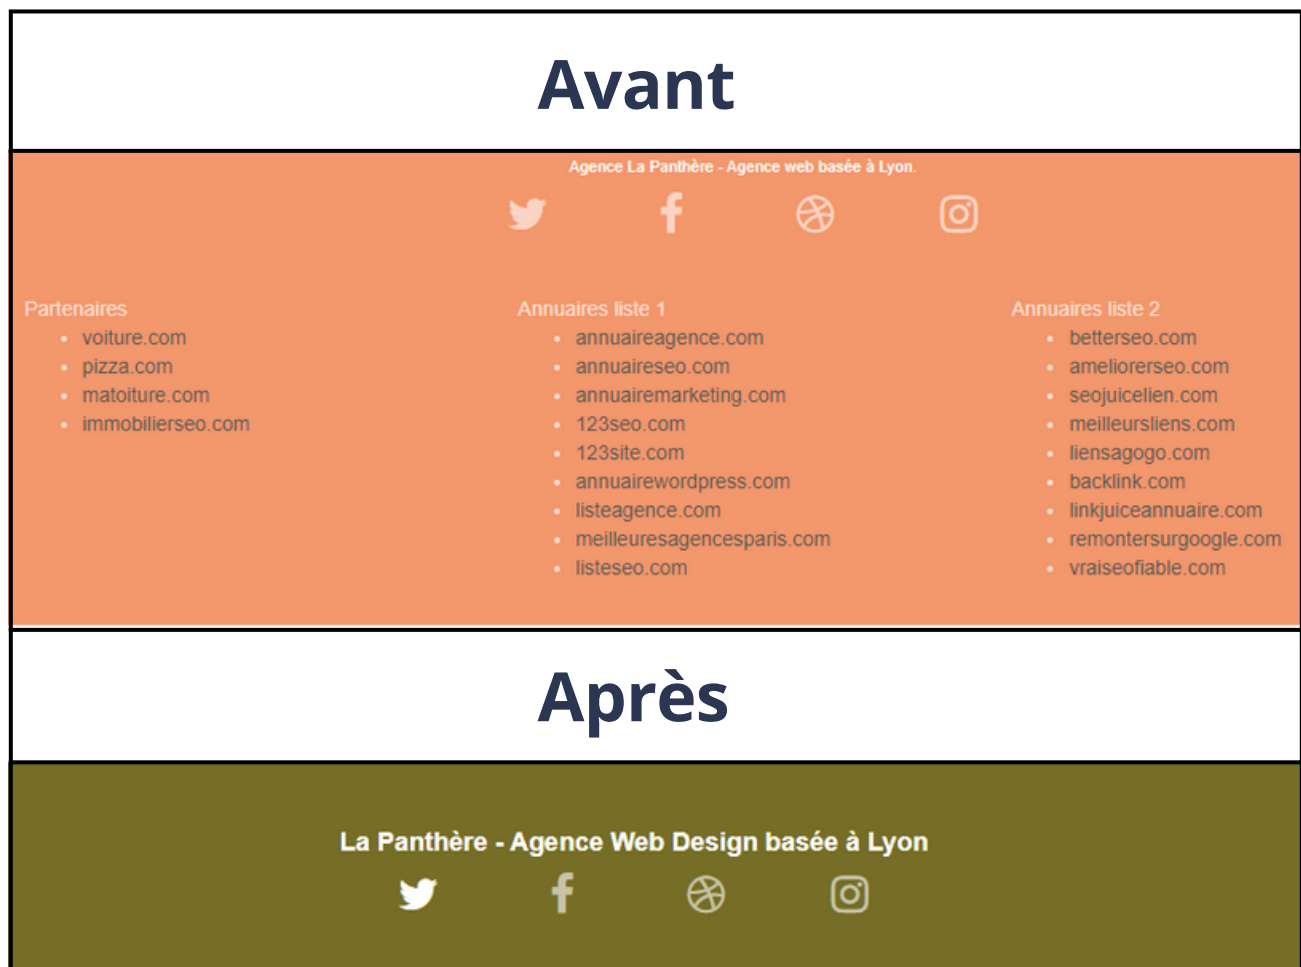 Avant
Agence La Panthère - Agence web basée à Lyon.
Partenaires
voiture.com
pizza.com
matoiture.com
immobilierseo.com
Annuaires liste 1
annuaireagence.com
annuaireseo.com
annuairemarketing.com
123seo.com
123site.com
annuairewordpress.com
listeagence.com
meilleuresagencesparis.com
listeseo.com
Annuaires liste 2
betterseo.com
ameliorerseo.com
seojuicelien.com
meilleursliens.com
liensagogo.com
backlink.com
linkjuiceannuaire.com
remontersurgoogle.com
vraiseofiable.com
Après
La Panthère - Agence Web Design basée à Lyon